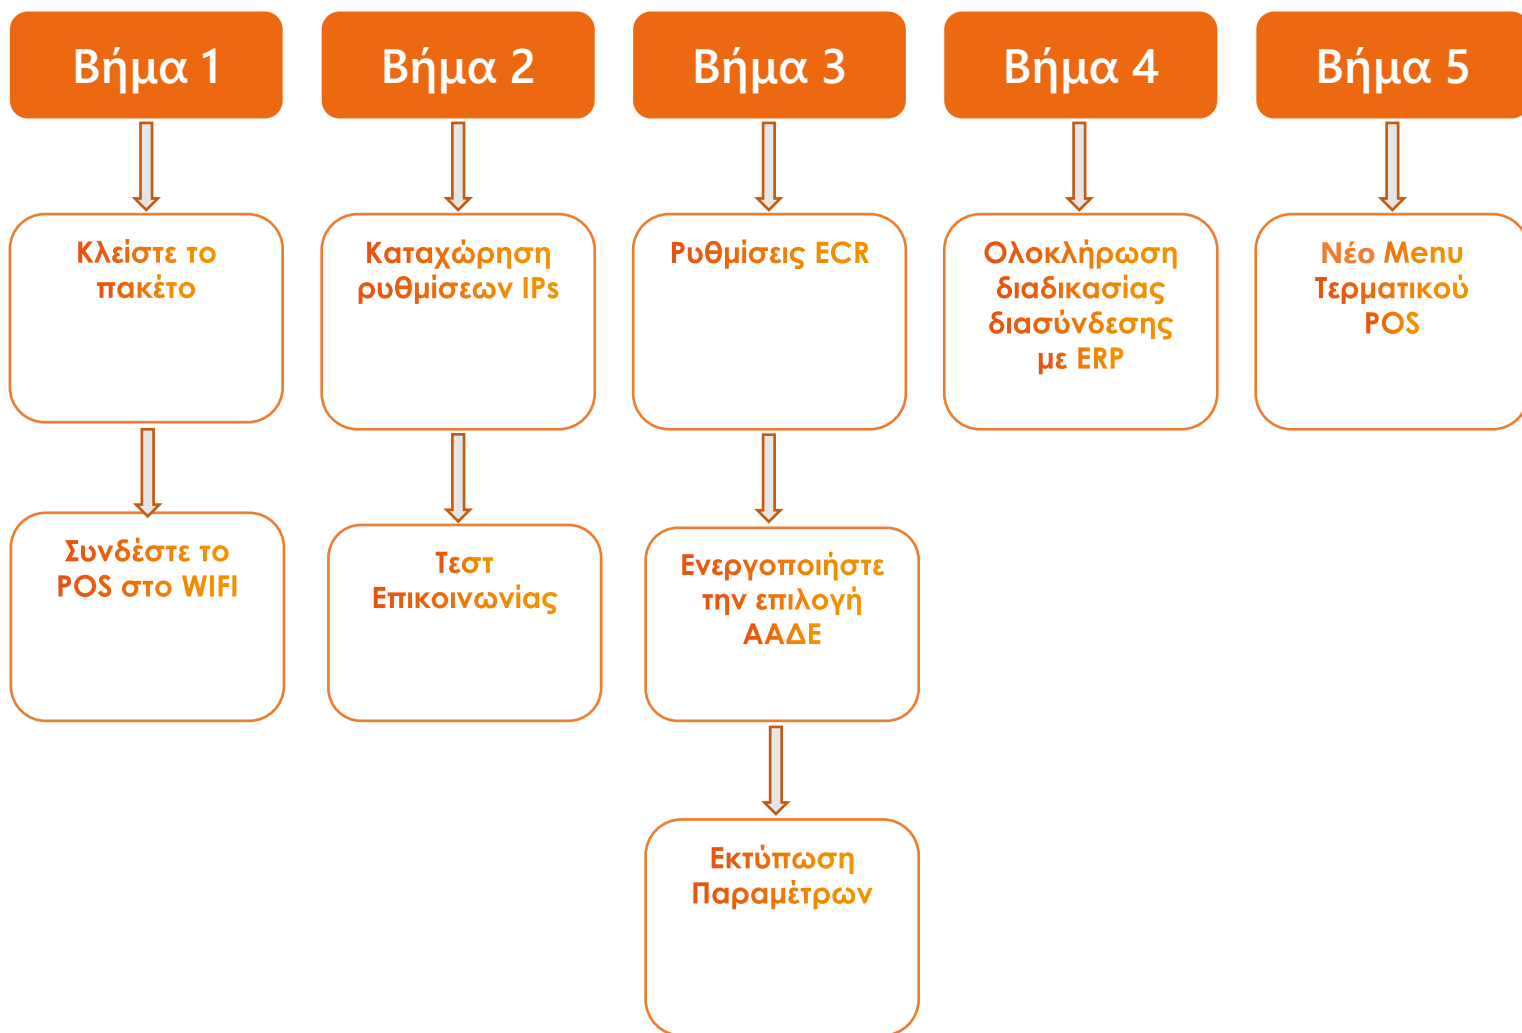 Βήμα 1
Βήμα 2
Βήμα 3
Βήμα 4
Βήμα 5
Κλείστε το
πακέτο
Καταχώρηση
ρυθμίσεων IPs
Ρυθμίσεις ECR
Ολοκλήρωση
διαδικασίας
διασύνδεσης
με ERP
Νέο Menu
Τερματικού
POS
Συνδέστε το
POS στο WIFI
Τεστ
Επικοινωνίας
Ενεργοποιήστε
την επιλογή
ΑΑΔΕ
Εκτύπωση
Παραμέτρων